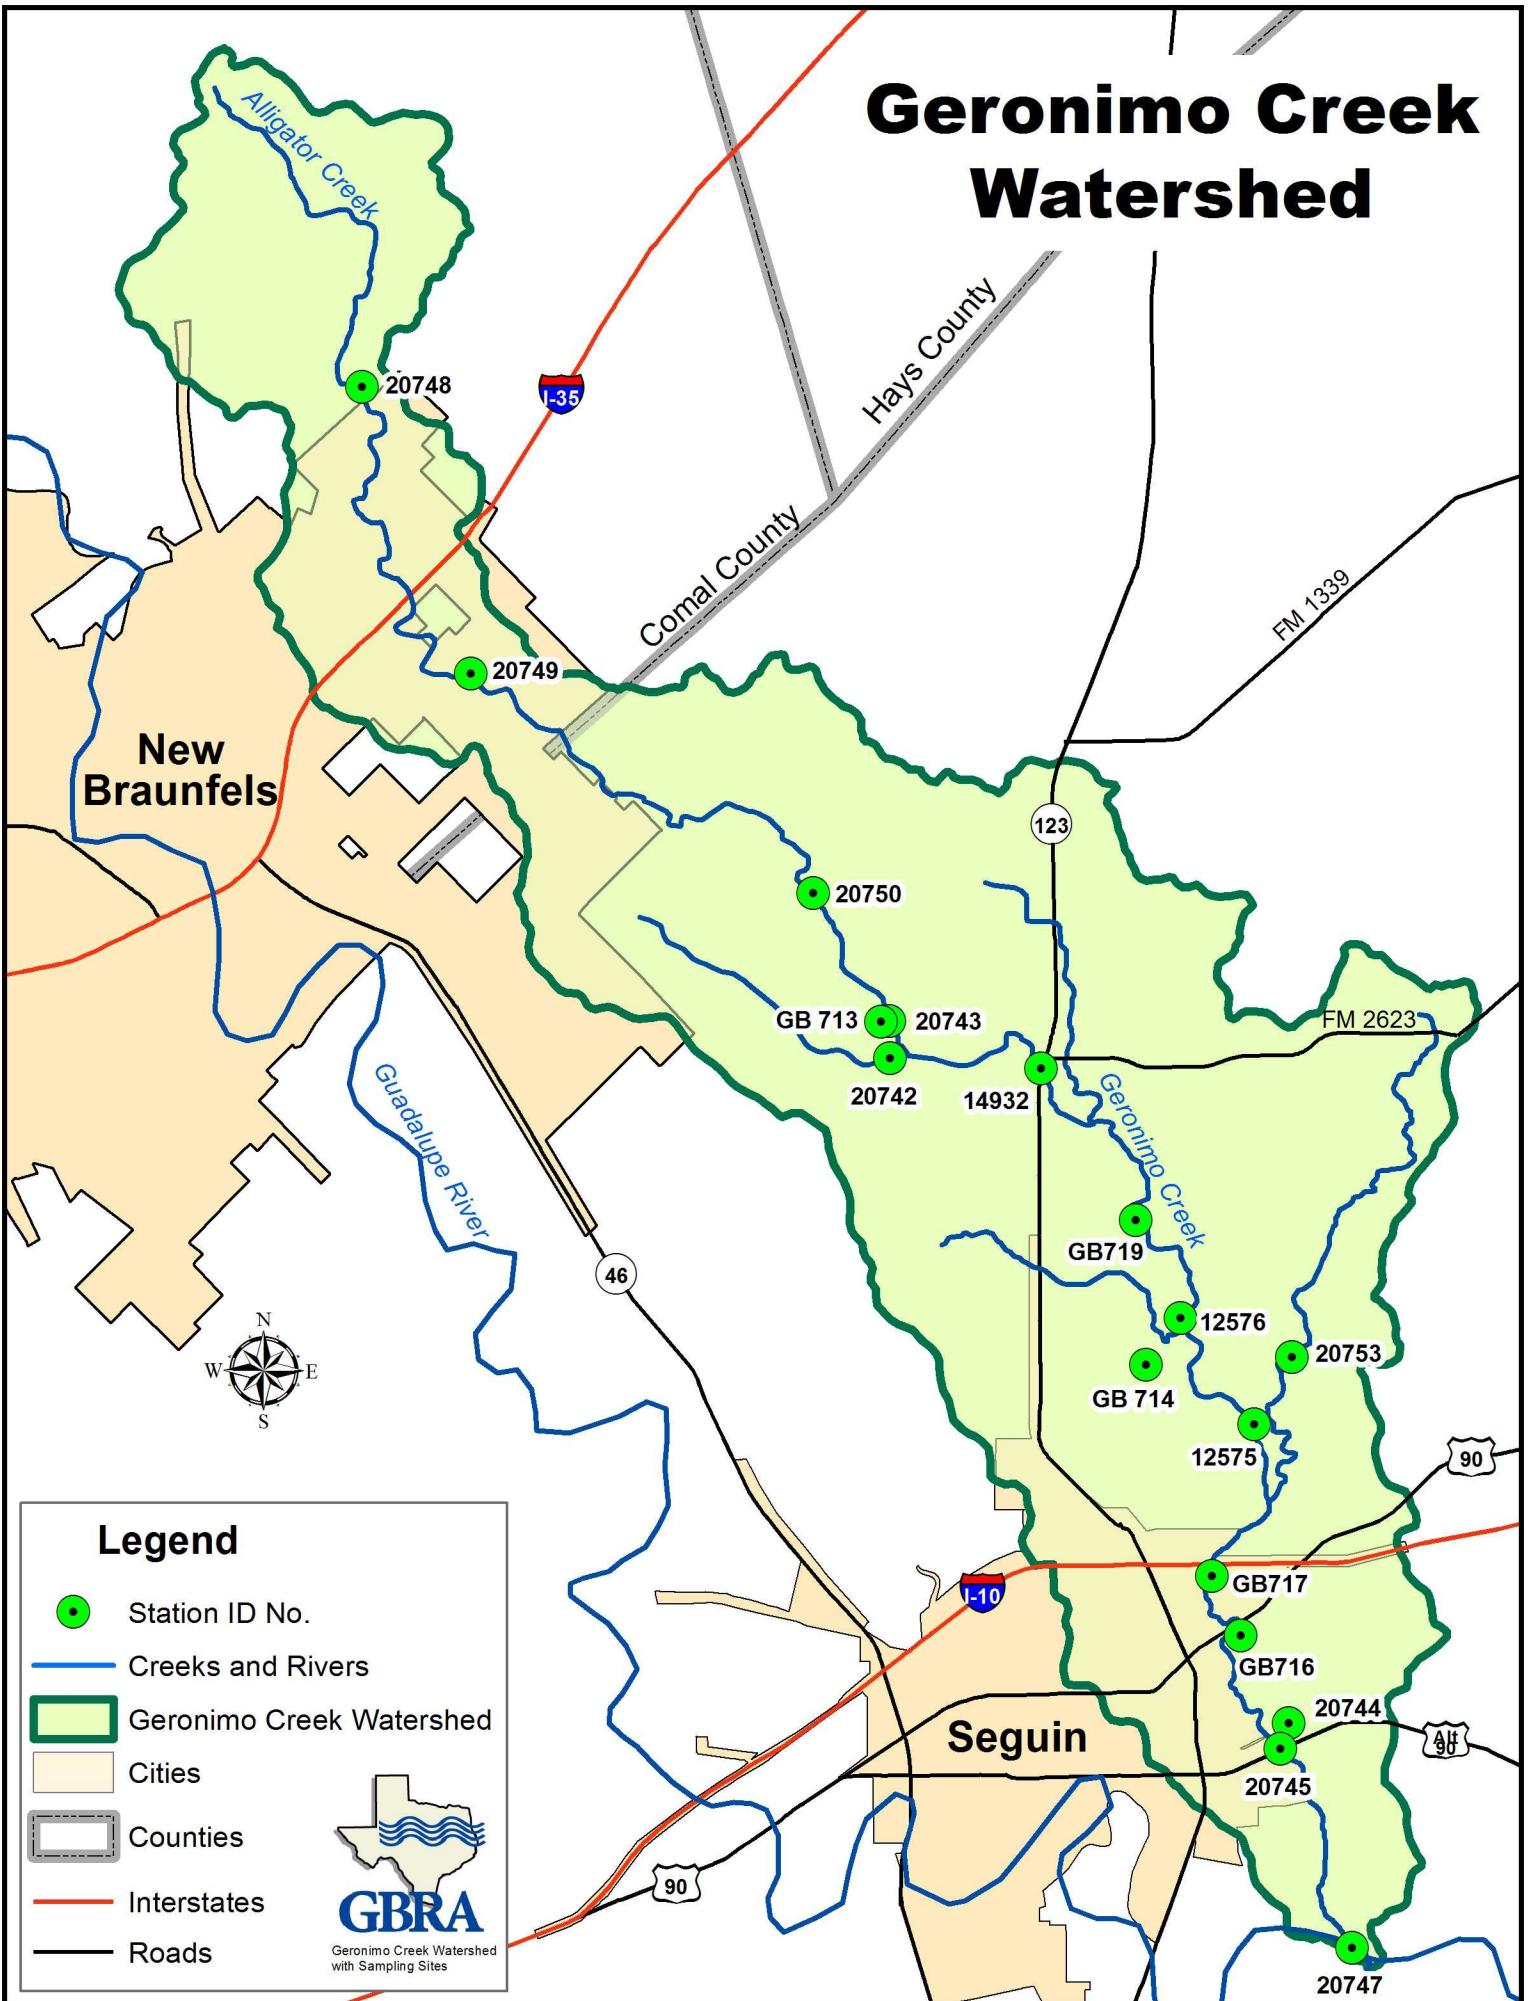 Geronimo Creek
Watershed
Alligator Creek
20748
I-35
Hays County
Comal County
FM 1339
20749
New
Braunfels
123
20750
GB 713
20743
FM 2623
20742
14932
Geronimo Creek
Guadalupe River
GB719
46
12576
20753
GB 714
12575
90
N
W
E
S
I-10
GB717
GB716
20744
Seguin
Alt
90
20745
90
20747
Legend
Station ID No.
Creeks and Rivers
Geronimo Creek Watershed
Cities
Counties
Interstates
Roads
GBRA
Geronimo Creek Watershed
with Sampling Sites